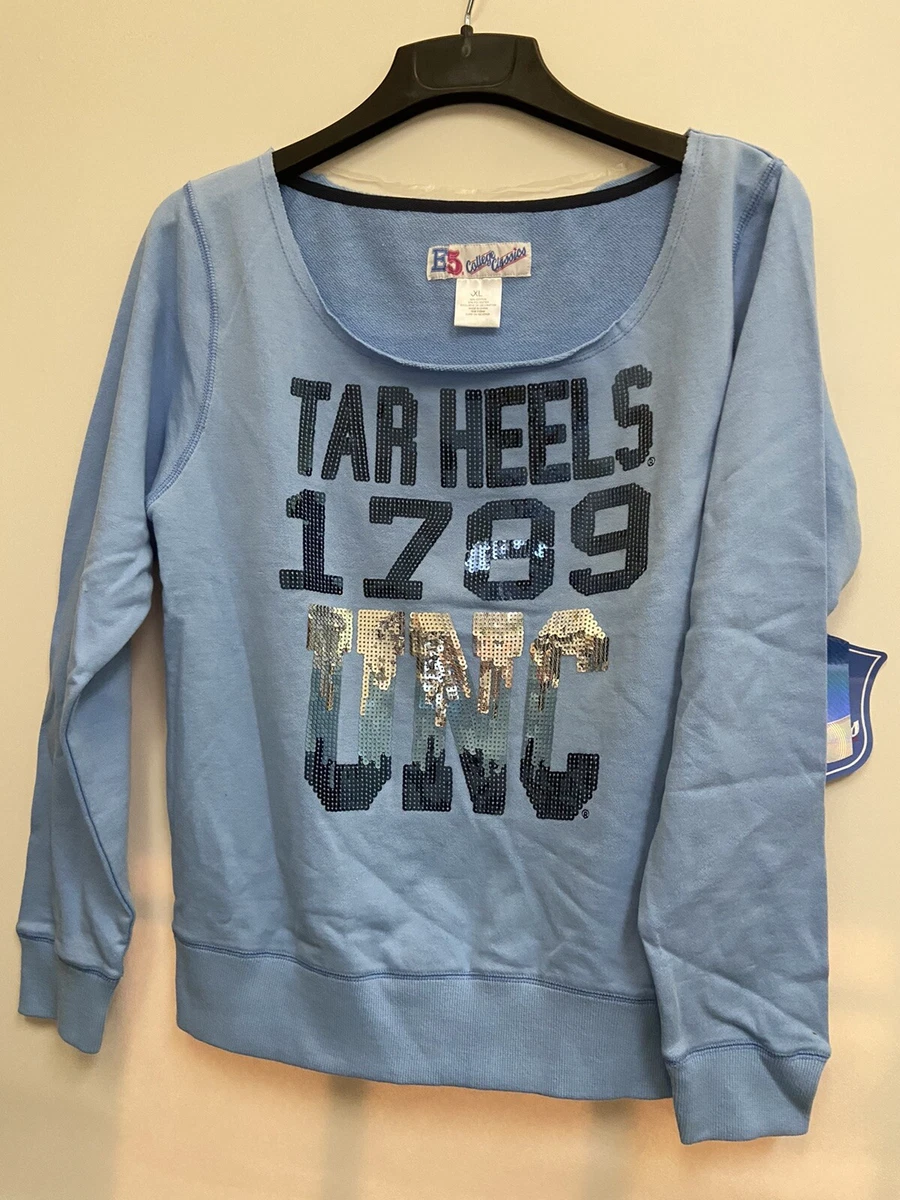 E5 College Classics
XL
TAR HEELS®
1789
UNC®